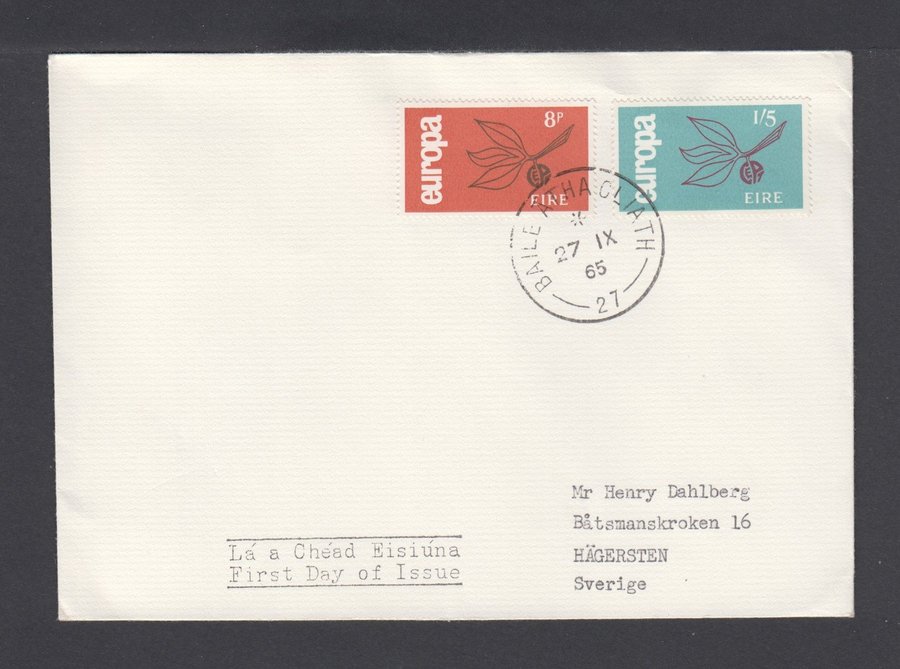 europa
8P
EIRE
europa
1/5
EIRE
BAILE ÁTHA CLIATH
27 IX
65
27
Mr Henry Dahlberg
Båtsmanskroken 16
HÄGERSTEN
Sverige
Lá a Chéad Eisiúna
First Day of Issue